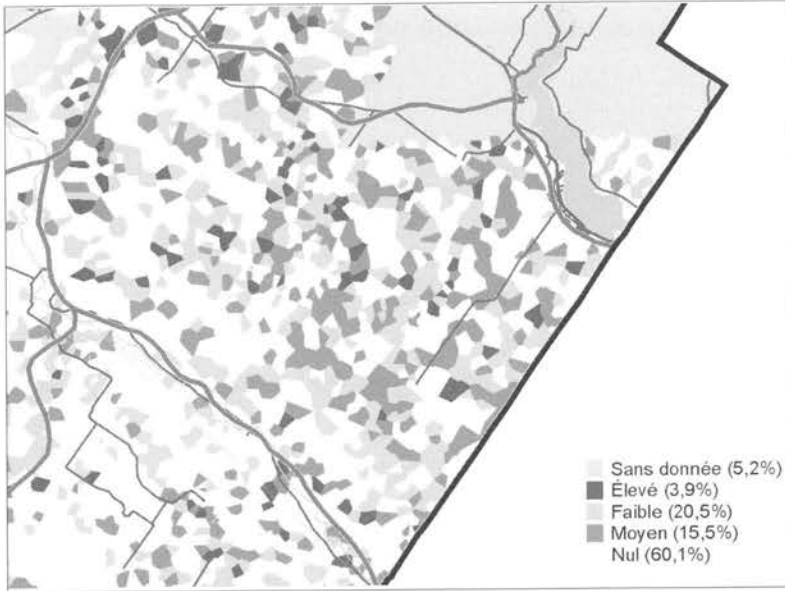 Sans donnée (5,2%)
Élevé (3,9%)
Faible (20,5%)
Moyen (15,5%)
Nul (60,1%)